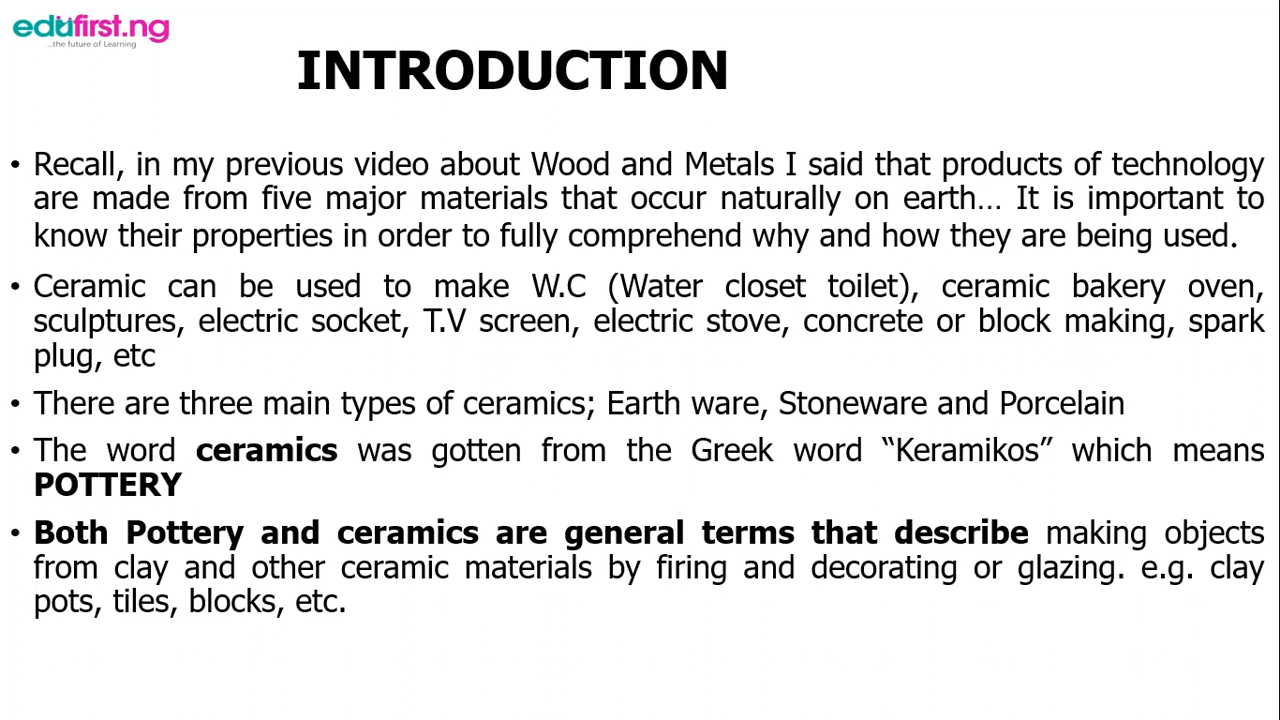 edufirst.ng
...the future of Learning
INTRODUCTION
• Recall, in my previous video about Wood and Metals I said that products of technology
are made from five major materials that occur naturally on earth… It is important to
know their properties in order to fully comprehend why and how they are being used.
• Ceramic can be used to make W.C (Water closet toilet), ceramic bakery oven,
sculptures, electric socket, T.V screen, electric stove, concrete or block making, spark
plug, etc
• There are three main types of ceramics; Earth ware, Stoneware and Porcelain
• The word ceramics was gotten from the Greek word “Keramikos” which means
POTTERY
• Both Pottery and ceramics are general terms that describe making objects
from clay and other ceramic materials by firing and decorating or glazing. e.g. clay
pots, tiles, blocks, etc.